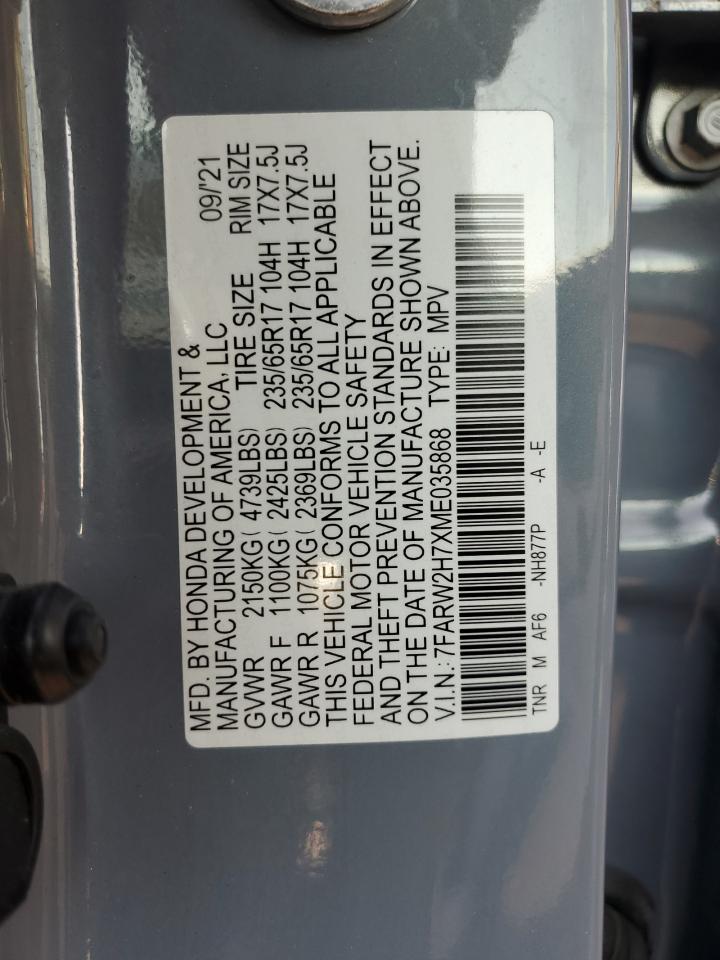 MFD. BY HONDA DEVELOPMENT &
MANUFACTURING OF AMERICA, LLC 09/'21
GVWR 2150KG( 4739LBS) TIRE SIZE RIM SIZE
GAWR F 1100KG( 2425LBS) 235/65R17 104H 17X7.5J
GAWR R 1075KG( 2369LBS) 235/65R17 104H 17X7.5J
THIS VEHICLE CONFORMS TO ALL APPLICABLE
FEDERAL MOTOR VEHICLE SAFETY
AND THEFT PREVENTION STANDARDS IN EFFECT
ON THE DATE OF MANUFACTURE SHOWN ABOVE.
V.I.N.: 7FARW2H7XME035868 TYPE: MPV
TNR M AF6 -NH877P -A -E